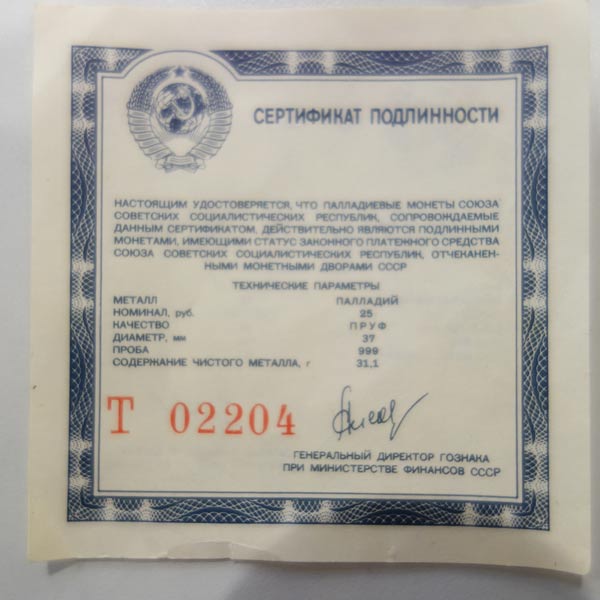 СЕРТИФИКАТ ПОДЛИННОСТИ
НАСТОЯЩИМ УДОСТОВЕРЯЕТСЯ, ЧТО ПАЛЛАДИЕВЫЕ МОНЕТЫ СОЮЗА
СОВЕТСКИХ СОЦИАЛИСТИЧЕСКИХ РЕСПУБЛИК, СОПРОВОЖДАЕМЫЕ
ДАННЫМ СЕРТИФИКАТОМ, ДЕЙСТВИТЕЛЬНО ЯВЛЯЮТСЯ ПОДЛИННЫМИ
МОНЕТАМИ, ИМЕЮЩИМИ СТАТУС ЗАКОННОГО ПЛАТЕЖНОГО СРЕДСТВА
СОЮЗА СОВЕТСКИХ СОЦИАЛИСТИЧЕСКИХ РЕСПУБЛИК, ОТЧЕКАНЕН-
НЫМИ МОНЕТНЫМИ ДВОРАМИ СССР
ТЕХНИЧЕСКИЕ ПАРАМЕТРЫ
МЕТАЛЛ ПАЛЛАДИЙ
НОМИНАЛ, руб. 25
КАЧЕСТВО ПРУФ
ДИАМЕТР, мм 37
ПРОБА 999
СОДЕРЖАНИЕ ЧИСТОГО МЕТАЛЛА, г 31,1
Т 02204
ГЕНЕРАЛЬНЫЙ ДИРЕКТОР ГОЗНАКА
ПРИ МИНИСТЕРСТВЕ ФИНАНСОВ СССР